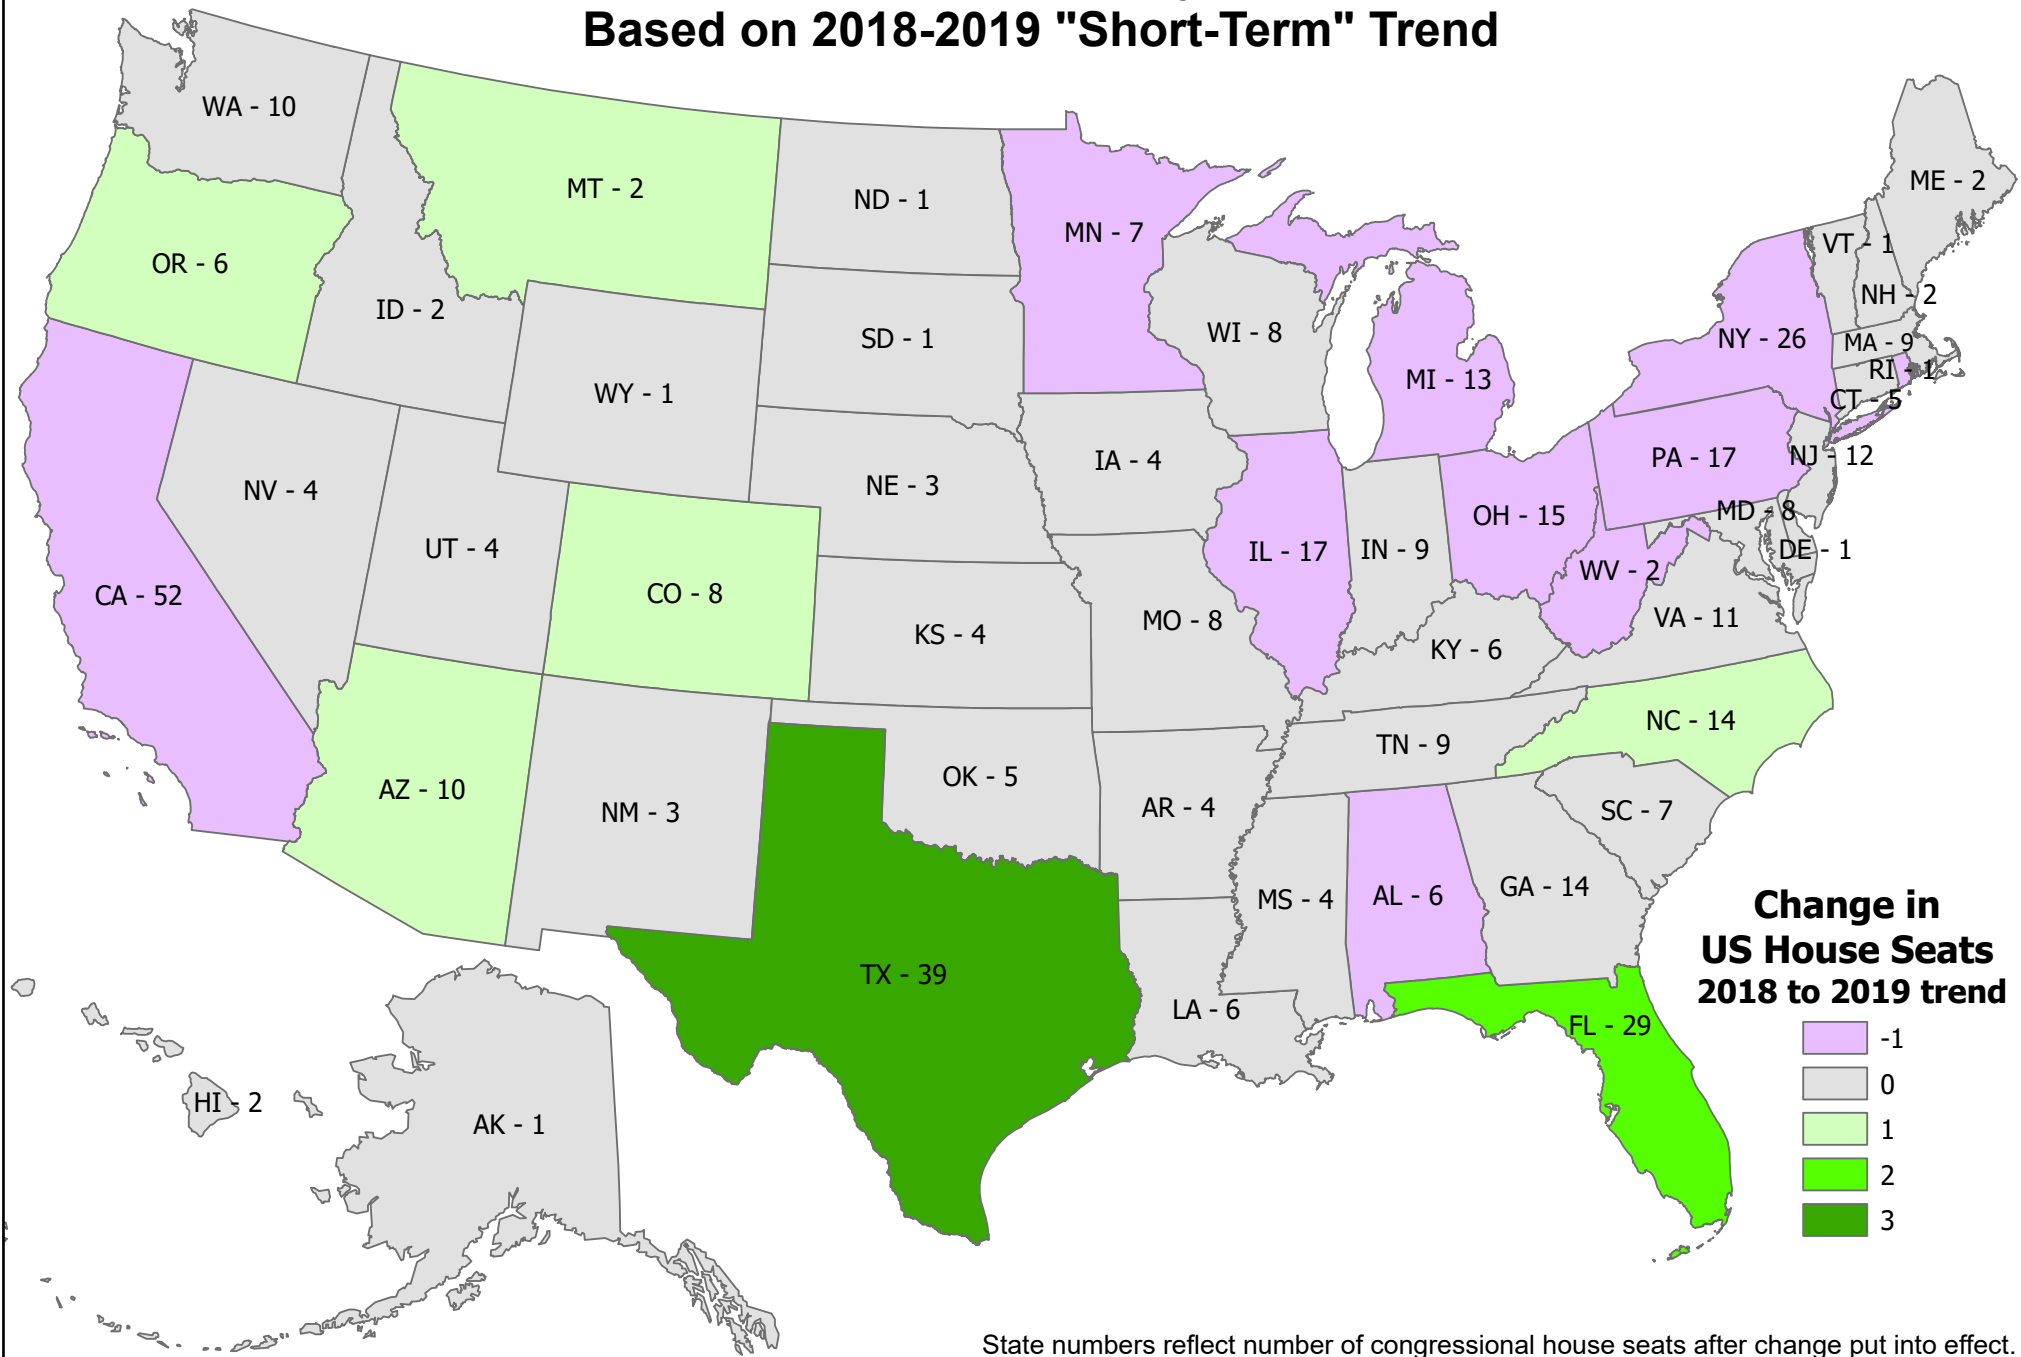 Based on 2018-2019 "Short-Term" Trend
WA - 10
MT - 2
ND - 1
MN - 7
ME - 2
OR - 6
ID - 2
VT - 1
NH - 2
SD - 1
WI - 8
NY - 26
MA - 9
RI - 1
CT - 5
WY - 1
MI - 13
IA - 4
PA - 17
NJ - 12
NV - 4
NE - 3
MD - 8
OH - 15
UT - 4
IL - 17
IN - 9
DE - 1
WV - 2
CA - 52
CO - 8
KS - 4
MO - 8
VA - 11
KY - 6
NC - 14
TN - 9
AZ - 10
NM - 3
OK - 5
AR - 4
SC - 7
MS - 4
AL - 6
GA - 14
TX - 39
LA - 6
FL - 29
HI - 2
AK - 1
Change in
US House Seats
2018 to 2019 trend
-1
0
1
2
3
State numbers reflect number of congressional house seats after change put into effect.